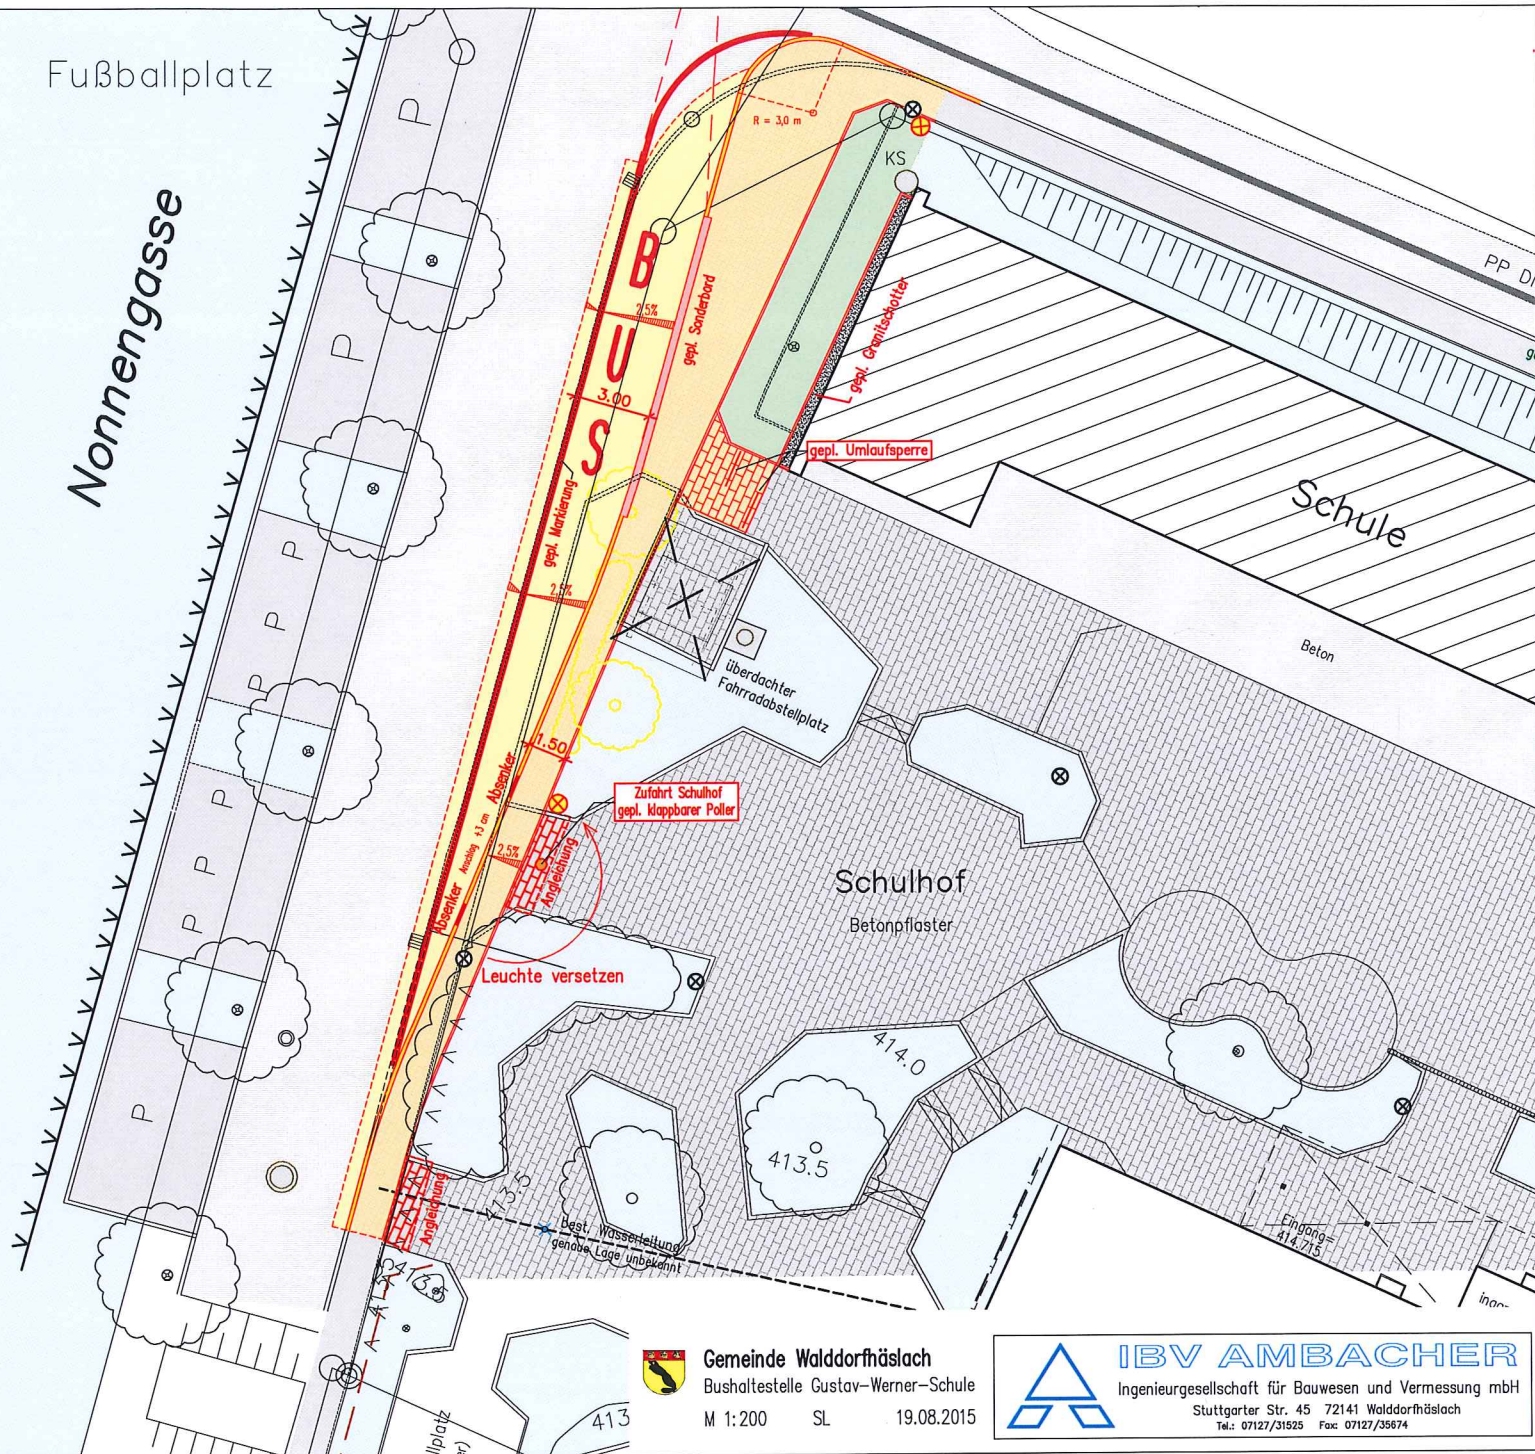 Fußballplatz
Nonnengasse
P
P
P
P
P
P
P
P
P
P
P
R = 3,0 m
KS
PP
B
U
S
2,5%
3.00
gepl. Sonderbord
gepl. Granitschotter
gepl. Umlaufsperre
gepl. Markierung
2,5%
Schule
Beton
überdachter
Fahrradabstellplatz
1.50
Absenker
Anschlag +3 cm
Absenker
2,5%
Zufahrt Schulhof
gepl. klappbarer Poller
Angleichung
Leuchte versetzen
Schulhof
Betonpflaster
414.0
413.5
413.5
Angleichung
Best. Wasserleitung
genaue Lage unbekannt
Eingang=
414.715
413
Gemeinde Walddorfhäslach
Bushaltestelle Gustav-Werner-Schule
M 1:200 SL 19.08.2015
IBV AMBACHER
Ingenieurgesellschaft für Bauwesen und Vermessung mbH
Stuttgarter Str. 45 72141 Walddorfhäslach
Tel.: 07127/31525 Fax: 07127/35674